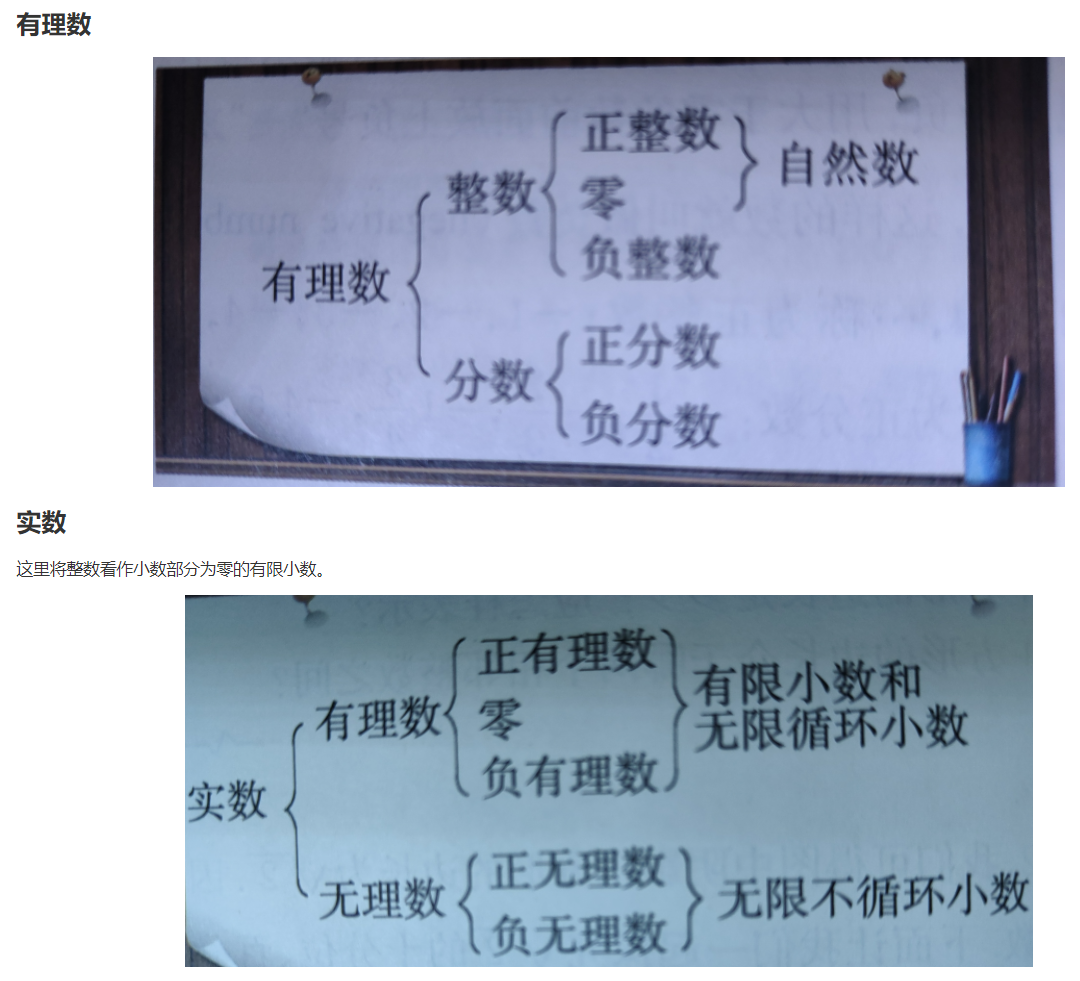 有理数
正整数
整数
零
自然数
负整数
有理数
正分数
分数
负分数
实数
这里将整数看作小数部分为零的有限小数。
正有理数
有理数
零
有限小数和
无限循环小数
负有理数
实数
正无理数
无理数
无限不循环小数
负无理数